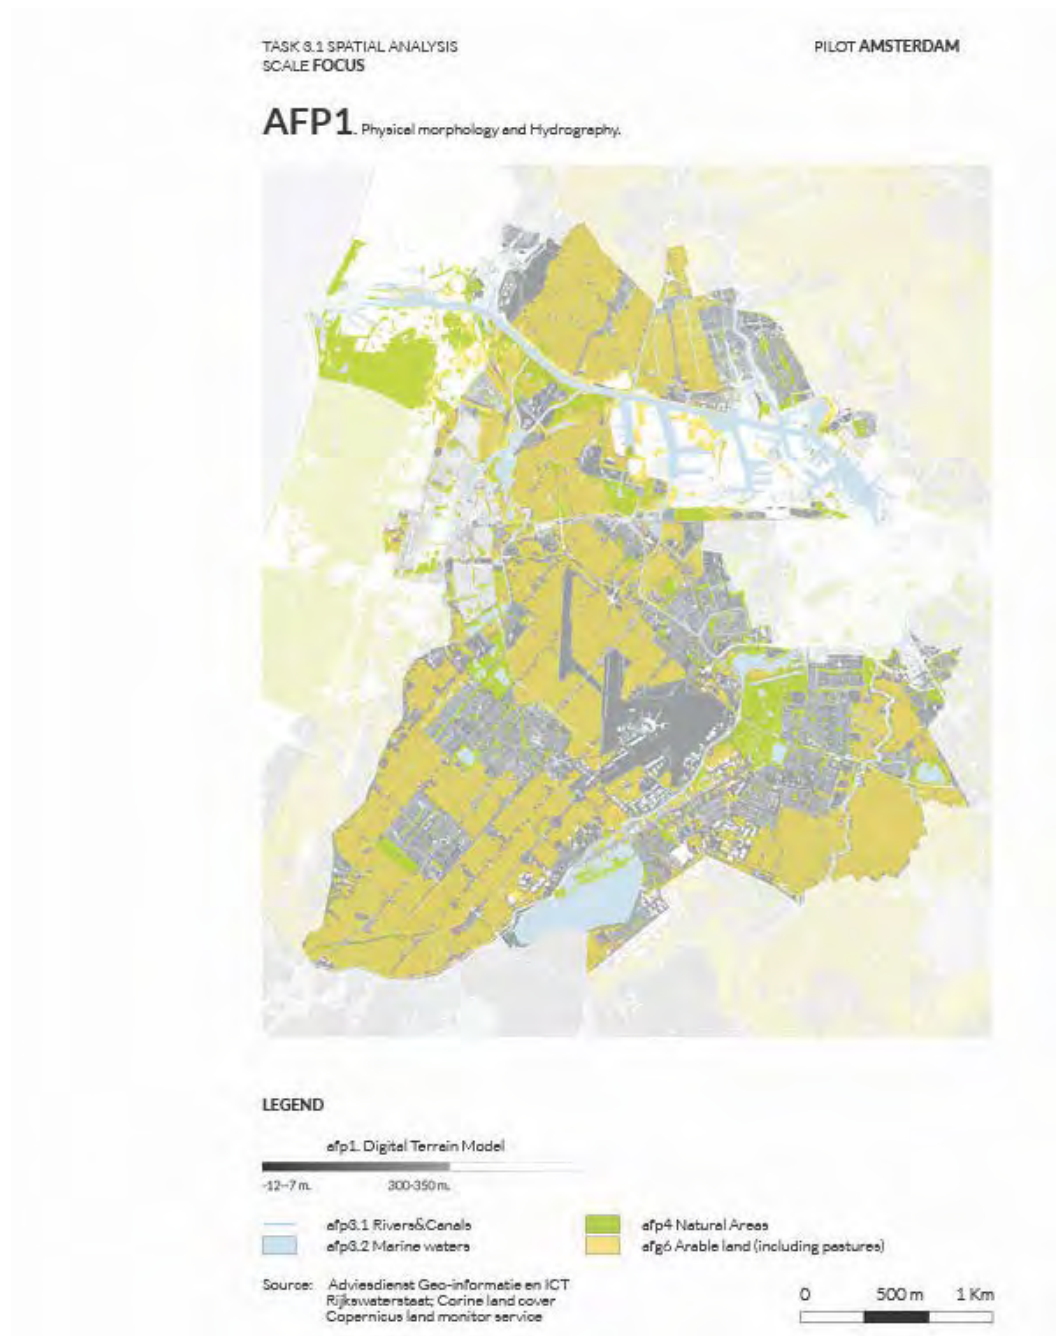 TASK 3.1 SPATIAL ANALYSIS
SCALE FOCUS
PILOT AMSTERDAM
AFP1. Physical morphology and Hydrography.
LEGEND
afp1. Digital Terrain Model
-12--7 m.
300-350 m.
afp3.1 Rivers&Canals
afp3.2 Marine waters
afp4 Natural Areas
afg6 Arable land (including pastures)
Source: Adviesdienst Geo-informatie en ICT
Rijkswaterstaat; Corine land cover
Copernicus land monitor service
0 500 m 1 Km